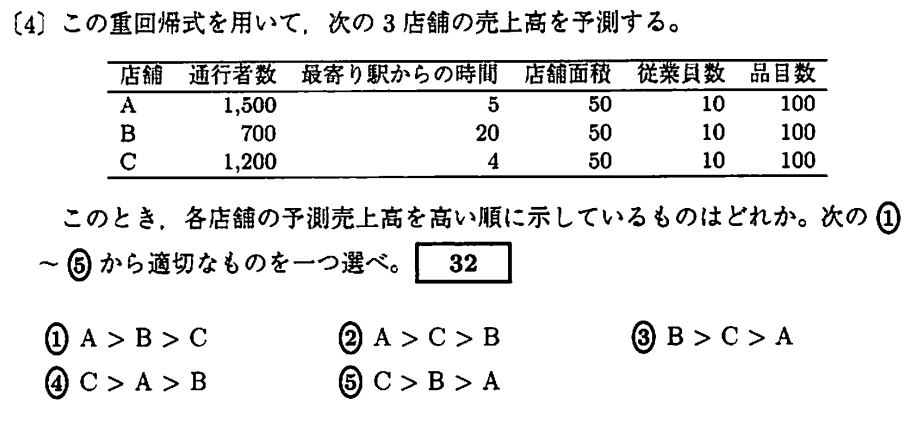 〔4〕この重回帰式を用いて，次の 3 店舗の売上高を予測する。
店舗 通行者数 最寄り駅からの時間 店舗面積 従業員数 品目数
A 1,500 5 50 10 100
B 700 20 50 10 100
C 1,200 4 50 10 100
このとき，各店舗の予測売上高を高い順に示しているものはどれか。次の ①
～ ⑤ から適切なものを一つ選べ。 32
① A > B > C ② A > C > B ③ B > C > A
④ C > A > B ⑤ C > B > A